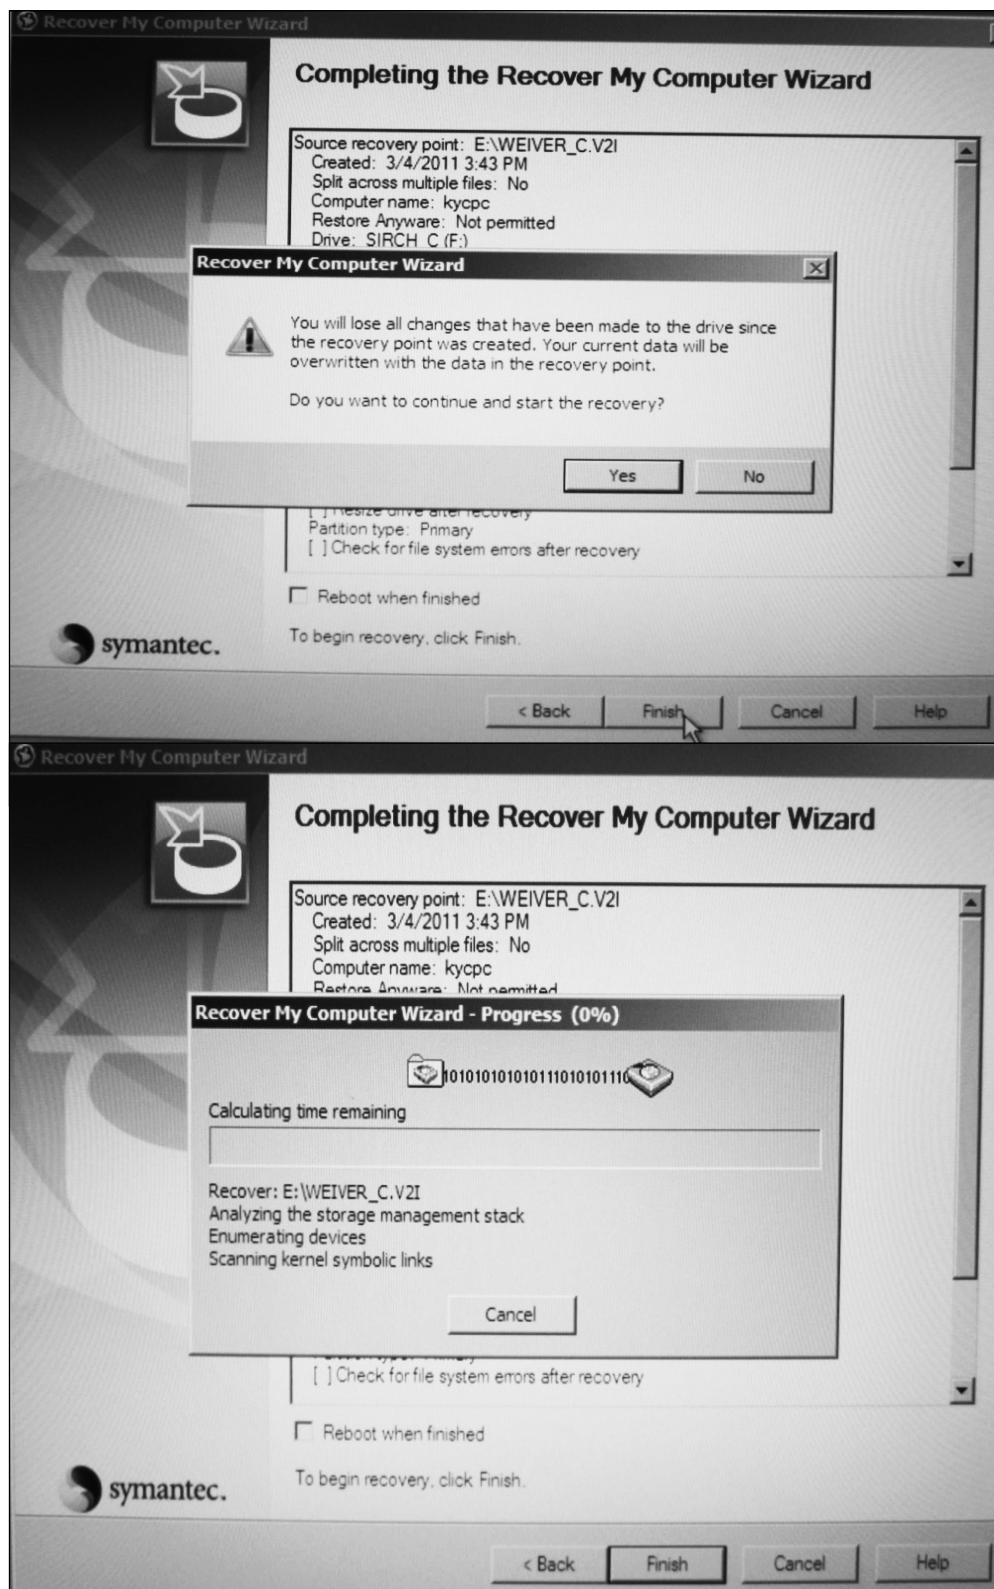 Recover My Computer Wizard
Completing the Recover My Computer Wizard
Source recovery point: E:\WEIVER_C.V2I
Created: 3/4/2011 3:43 PM
Split across multiple files: No
Computer name: kycpc
Restore Anyware: Not permitted
Drive: SIRCH_C (F:)
Recover My Computer Wizard
You will lose all changes that have been made to the drive since
the recovery point was created. Your current data will be
overwritten with the data in the recovery point.
Do you want to continue and start the recovery?
Yes No
[ ] Resize drive after recovery
Partition type: Primary
[ ] Check for file system errors after recovery
Reboot when finished
To begin recovery, click Finish.
symantec.
< Back Finish Cancel Help
Recover My Computer Wizard
Completing the Recover My Computer Wizard
Source recovery point: E:\WEIVER_C.V2I
Created: 3/4/2011 3:43 PM
Split across multiple files: No
Computer name: kycpc
Restore Anyware: Not permitted
Recover My Computer Wizard - Progress (0%)
101010101010111010101110
Calculating time remaining
Recover: E:\WEIVER_C.V2I
Analyzing the storage management stack
Enumerating devices
Scanning kernel symbolic links
Cancel
[ ] Check for file system errors after recovery
Reboot when finished
To begin recovery, click Finish.
symantec.
< Back Finish Cancel Help